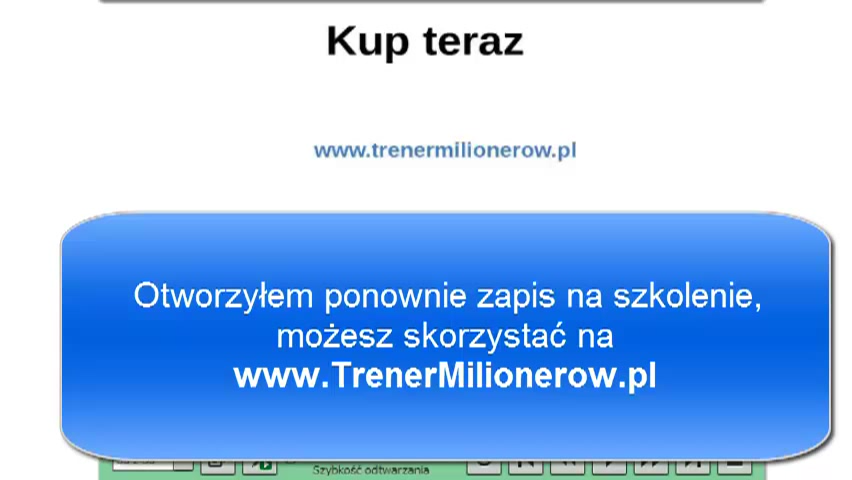 Kup teraz
www.trenermilionerow.pl
Otworzyłem ponownie zapis na szkolenie,
możesz skorzystać na
www.TrenerMilionerow.pl
Szybkość odtwarzania